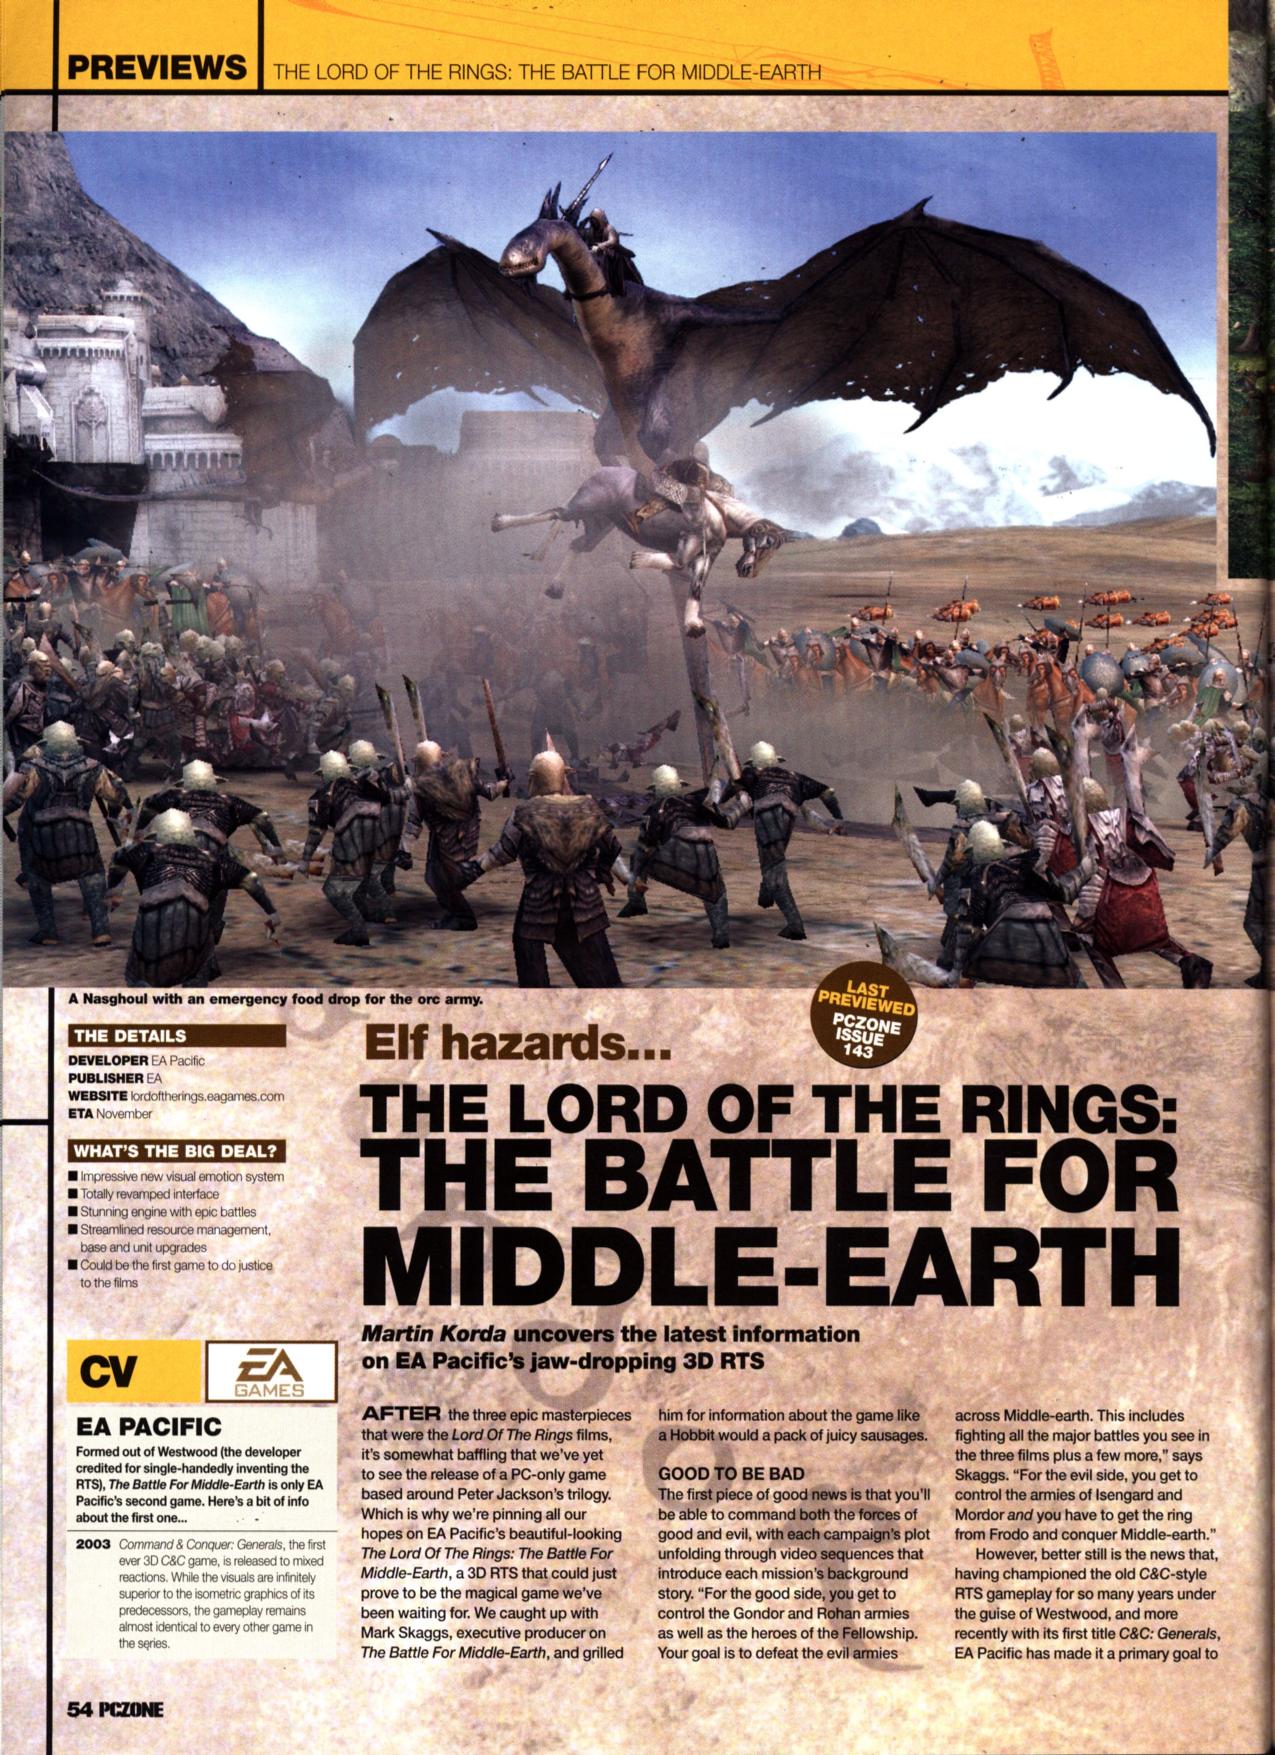 PREVIEWS
THE LORD OF THE RINGS: THE BATTLE FOR MIDDLE-EARTH
A Nasghoul with an emergency food drop for the orc army.
LAST
PREVIEWED
PCZONE
ISSUE
143
THE DETAILS
DEVELOPER EA Pacific
PUBLISHER EA
WEBSITE lordoftherings.eagames.com
ETA November
WHAT'S THE BIG DEAL?
■ Impressive new visual emotion system
■ Totally revamped interface
■ Stunning engine with epic battles
■ Streamlined resource management,
base and unit upgrades
■ Could be the first game to do justice
to the films
CV
EA
GAMES
EA PACIFIC
Formed out of Westwood (the developer
credited for single-handedly inventing the
RTS), The Battle For Middle-Earth is only EA
Pacific's second game. Here's a bit of info
about the first one...
2003 Command & Conquer: Generals, the first
ever 3D C&C game, is released to mixed
reactions. While the visuals are infinitely
superior to the isometric graphics of its
predecessors, the gameplay remains
almost identical to every other game in
the series.
Elf hazards...
THE LORD OF THE RINGS:
THE BATTLE FOR
MIDDLE-EARTH
Martin Korda uncovers the latest information
on EA Pacific's jaw-dropping 3D RTS
AFTER the three epic masterpieces
that were the Lord Of The Rings films,
it's somewhat baffling that we've yet
to see the release of a PC-only game
based around Peter Jackson's trilogy.
Which is why we're pinning all our
hopes on EA Pacific's beautiful-looking
The Lord Of The Rings: The Battle For
Middle-Earth, a 3D RTS that could just
prove to be the magical game we've
been waiting for. We caught up with
Mark Skaggs, executive producer on
The Battle For Middle-Earth, and grilled
him for information about the game like
a Hobbit would a pack of juicy sausages.
GOOD TO BE BAD
The first piece of good news is that you'll
be able to command both the forces of
good and evil, with each campaign's plot
unfolding through video sequences that
introduce each mission's background
story. “For the good side, you get to
control the Gondor and Rohan armies
as well as the heroes of the Fellowship.
Your goal is to defeat the evil armies
across Middle-earth. This includes
fighting all the major battles you see in
the three films plus a few more,” says
Skaggs. “For the evil side, you get to
control the armies of Isengard and
Mordor and you have to get the ring
from Frodo and conquer Middle-earth.”
However, better still is the news that,
having championed the old C&C-style
RTS gameplay for so many years under
the guise of Westwood, and more
recently with its first title C&C: Generals,
EA Pacific has made it a primary goal to
54 PCZONE